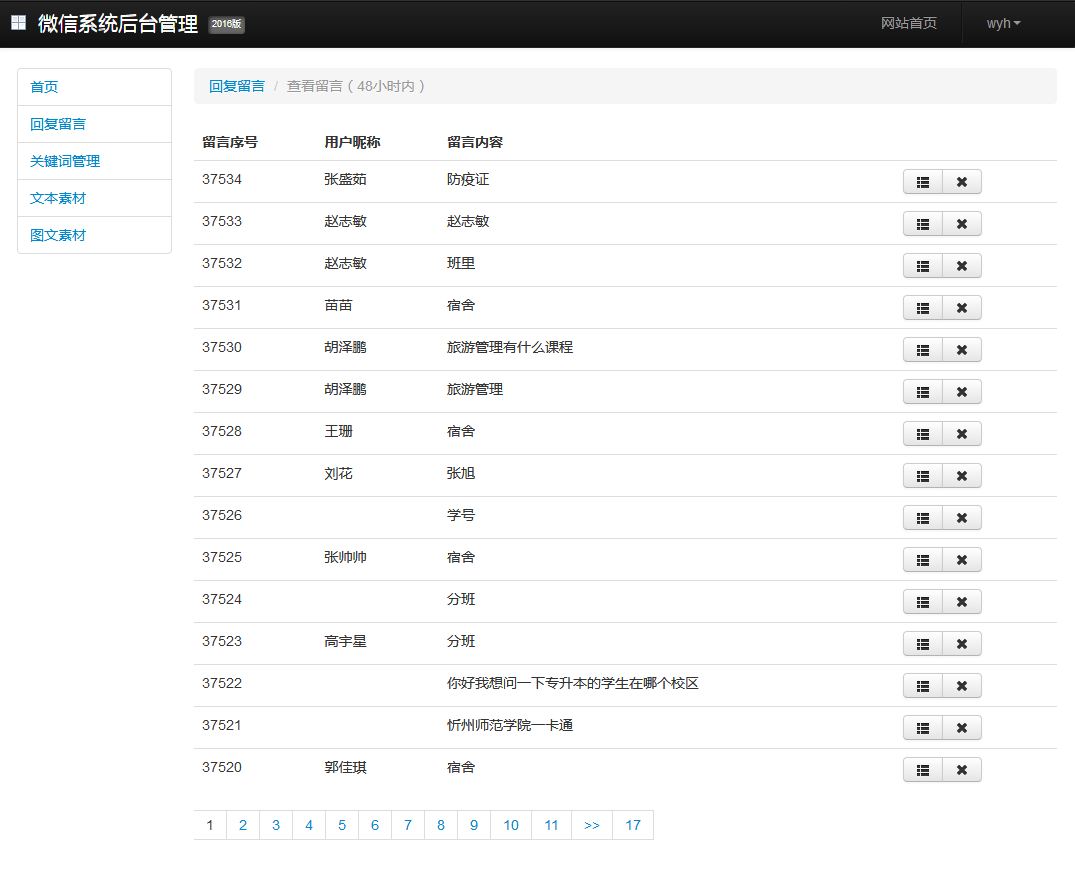 微信系统后台管理 2016版 网站首页 wyh
首页
回复留言
关键词管理
文本素材
图文素材
回复留言 / 查看留言（48小时内）
留言序号 用户昵称 留言内容
37534 张盛茹 防疫证
37533 赵志敏 赵志敏
37532 赵志敏 班里
37531 苗苗 宿舍
37530 胡泽鹏 旅游管理有什么课程
37529 胡泽鹏 旅游管理
37528 王珊 宿舍
37527 刘花 张旭
37526 学号
37525 张帅帅 宿舍
37524 分班
37523 高宇星 分班
37522 你好我想问一下专升本的学生在哪个校区
37521 忻州师范学院一卡通
37520 郭佳琪 宿舍
1 2 3 4 5 6 7 8 9 10 11 >> 17